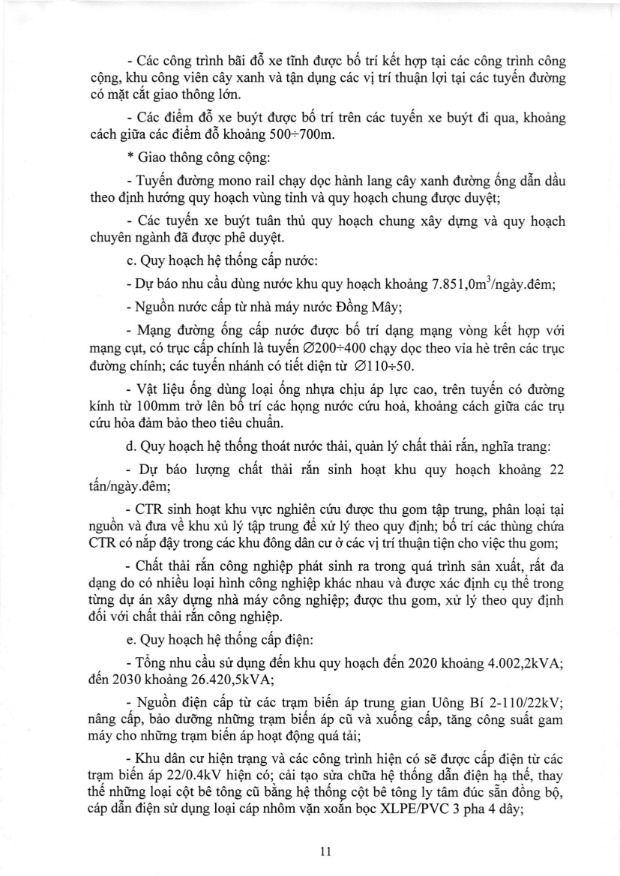 - Các công trình bãi đỗ xe tĩnh được bố trí kết hợp tại các công trình công
cộng, khu công viên cây xanh và tận dụng các vị trí thuận lợi tại các tuyến đường
có mặt cắt giao thông lớn.
- Các điểm đỗ xe buýt được bố trí trên các tuyến xe buýt đi qua, khoảng
cách giữa các điểm đỗ khoảng 500÷700m.
* Giao thông công cộng:
- Tuyến đường mono rail chạy dọc hành lang cây xanh đường ống dẫn dầu
theo định hướng quy hoạch vùng tỉnh và quy hoạch chung được duyệt;
- Các tuyến xe buýt tuân thủ quy hoạch chung xây dựng và quy hoạch
chuyên ngành đã được phê duyệt.
c. Quy hoạch hệ thống cấp nước:
- Dự báo nhu cầu dùng nước khu quy hoạch khoảng 7.851,0m³/ngày.đêm;
- Nguồn nước cấp từ nhà máy nước Đồng Mây;
- Mạng đường ống cấp nước được bố trí dạng mạng vòng kết hợp với
mạng cụt, có trục cấp chính là tuyến Ø200÷400 chạy dọc theo vỉa hè trên các trục
đường chính; các tuyến nhánh có tiết diện từ Ø110÷50.
- Vật liệu ống dùng loại ống nhựa chịu áp lực cao, trên tuyến có đường
kính từ 100mm trở lên bố trí các họng nước cứu hoả, khoảng cách giữa các trụ
cứu hỏa đảm bảo theo tiêu chuẩn.
d. Quy hoạch hệ thống thoát nước thải, quản lý chất thải rắn, nghĩa trang:
- Dự báo lượng chất thải rắn sinh hoạt khu quy hoạch khoảng 22
tấn/ngày.đêm;
- CTR sinh hoạt khu vực nghiên cứu được thu gom tập trung, phân loại tại
nguồn và đưa về khu xủ lý tập trung để xử lý theo quy định; bố trí các thùng chứa
CTR có nắp đậy trong các khu đông dân cư ở các vị trí thuận tiện cho việc thu gom;
- Chất thải rắn công nghiệp phát sinh ra trong quá trình sản xuất, rất đa
dạng do có nhiều loại hình công nghiệp khác nhau và được xác định cụ thể trong
từng dự án xây dựng nhà máy công nghiệp; được thu gom, xử lý theo quy định
đối với chất thải rắn công nghiệp.
e. Quy hoạch hệ thống cấp điện:
- Tổng nhu cầu sử dụng đến khu quy hoạch đến 2020 khoảng 4.002,2kVA;
đến 2030 khoảng 26.420,5kVA;
- Nguồn điện cấp từ các trạm biến áp trung gian Uông Bí 2-110/22kV;
nâng cấp, bảo dưỡng những trạm biến áp cũ và xuống cấp, tăng công suất gam
máy cho những trạm biến áp hoạt động quá tải;
- Khu dân cư hiện trạng và các công trình hiện có sẽ được cấp điện từ các
trạm biến áp 22/0.4kV hiện có; cải tạo sửa chữa hệ thống dẫn điện hạ thế, thay
thế những loại cột bê tông cũ bằng hệ thống cột bê tông ly tâm đúc sẵn đồng bộ,
cáp dẫn điện sử dụng loại cáp nhôm vặn xoắn bọc XLPE/PVC 3 pha 4 dây;
11